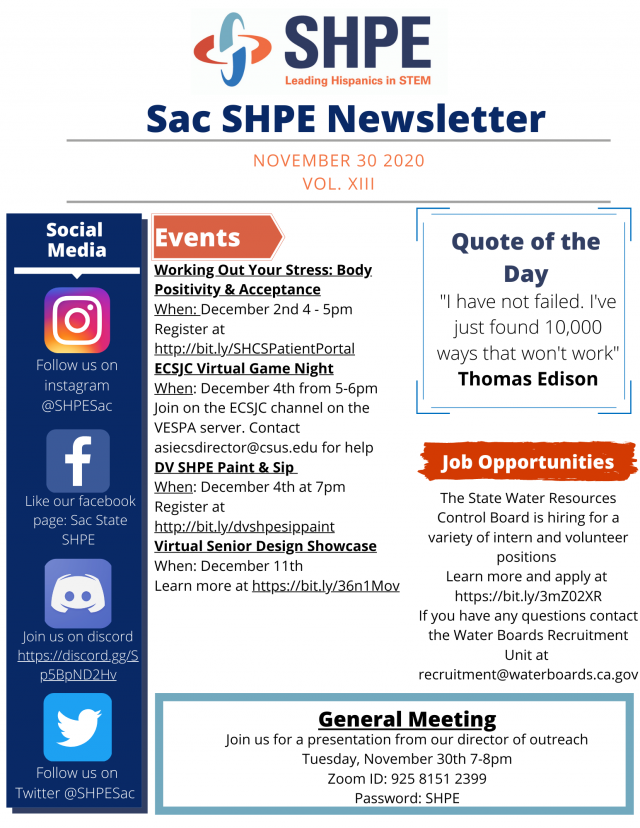 SHPE
Leading Hispanics in STEM
Sac SHPE Newsletter
NOVEMBER 30 2020
VOL. XIII
Social
Media
Follow us on
instagram
@SHPESac
Like our facebook
page: Sac State
SHPE
Join us on discord
https://discord.gg/S
p5BpND2Hv
Follow us on
Twitter @SHPESac
Events
Working Out Your Stress: Body
Positivity & Acceptance
When: December 2nd 4 - 5pm
Register at
http://bit.ly/SHCSPatientPortal
ECSJC Virtual Game Night
When: December 4th from 5-6pm
Join on the ECSJC channel on the
VESPA server. Contact
asiecsdirector@csus.edu for help
DV SHPE Paint & Sip
When: December 4th at 7pm
Register at
http://bit.ly/dvshpesippaint
Virtual Senior Design Showcase
When: December 11th
Learn more at https://bit.ly/36n1Mov
Quote of the
Day
"I have not failed. I've
just found 10,000
ways that won't work"
Thomas Edison
Job Opportunities
The State Water Resources
Control Board is hiring for a
variety of intern and volunteer
positions
Learn more and apply at
https://bit.ly/3mZ02XR
If you have any questions contact
the Water Boards Recruitment
Unit at
recruitment@waterboards.ca.gov
General Meeting
Join us for a presentation from our director of outreach
Tuesday, November 30th 7-8pm
Zoom ID: 925 8151 2399
Password: SHPE